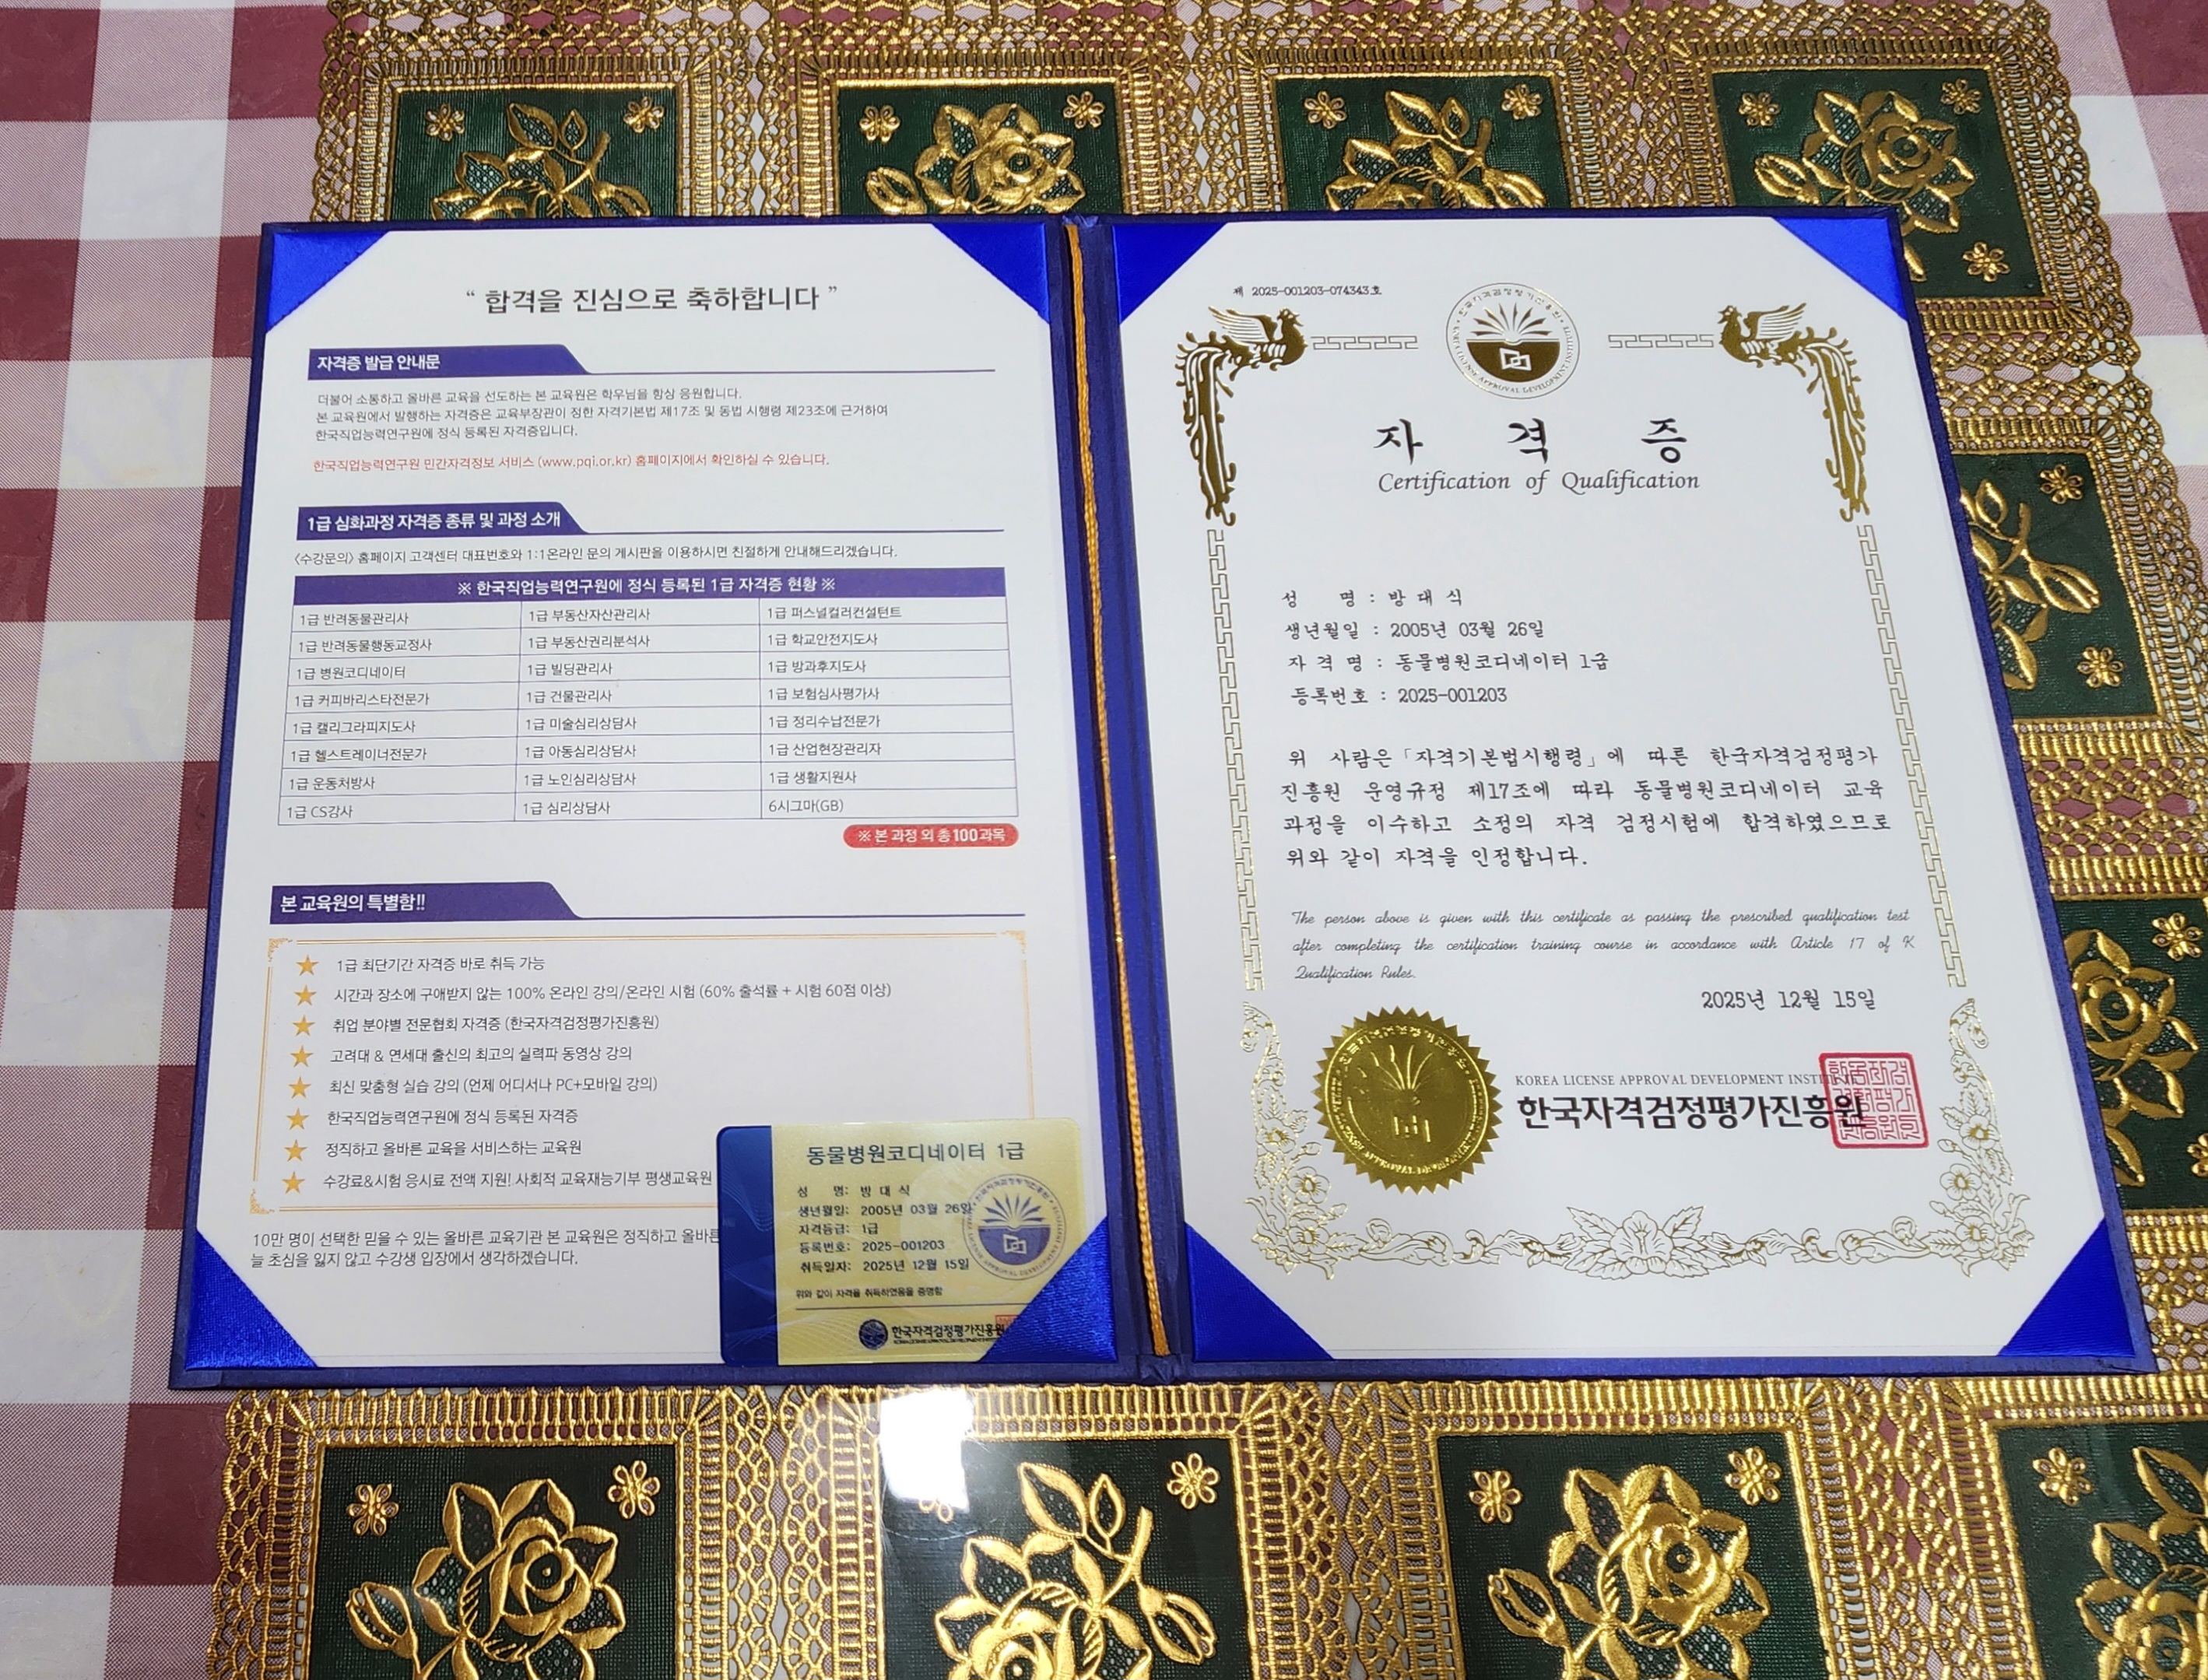 “ 합격을 진심으로 축하합니다 ”
자격증 발급 안내문
더불어 소통하고 올바른 교육을 선도하는 본 교육원은 학우님을 항상 응원합니다.
본 교육원에서 발행하는 자격증은 교육부장관이 정한 자격기본법 제17조 및 동법 시행령 제23조에 근거하여
한국직업능력연구원에 정식 등록된 자격증입니다.
한국직업능력연구원 민간자격정보 서비스 (www.pqi.or.kr) 홈페이지에서 확인하실 수 있습니다.
1급 심화과정 자격증 종류 및 과정 소개
<수강문의> 홈페이지 고객센터 대표번호와 1:1온라인 문의 게시판을 이용하시면 친절하게 안내해드리겠습니다.
※ 한국직업능력연구원에 정식 등록된 1급 자격증 현황 ※
1급 반려동물관리사 1급 부동산자산관리사 1급 퍼스널컬러컨설턴트
1급 반려동물행동교정사 1급 부동산권리분석사 1급 학교안전지도사
1급 병원코디네이터 1급 빌딩관리사 1급 방과후지도사
1급 커피바리스타전문가 1급 건물관리사 1급 보험심사평가사
1급 캘리그라피지도사 1급 미술심리상담사 1급 정리수납전문가
1급 헬스트레이너전문가 1급 아동심리상담사 1급 산업현장관리자
1급 운동처방사 1급 노인심리상담사 1급 생활지원사
1급 CS강사 1급 심리상담사 6시그마(GB)
※ 본 과정 외 총 100과목
본 교육원의 특별함!!
1급 최단기간 자격증 바로 취득 가능
시간과 장소에 구애받지 않는 100% 온라인 강의/온라인 시험 (60% 출석률 + 시험 60점 이상)
취업 분야별 전문협회 자격증 (한국자격검정평가진흥원)
고려대 & 연세대 출신의 최고의 실력파 동영상 강의
최신 맞춤형 실습 강의 (언제 어디서나 PC+모바일 강의)
한국직업능력연구원에 정식 등록된 자격증
정직하고 올바른 교육을 서비스하는 교육원
수강료&시험 응시료 전액 지원! 사회적 교육재능기부 평생교육원
10만 명이 선택한 믿을 수 있는 올바른 교육기관 본 교육원은 정직하고 올바른
늘 초심을 잃지 않고 수강생 입장에서 생각하겠습니다.
동물병원코디네이터 1급
성 명: 방 대 식
생년월일: 2005년 03월 26일
자격등급: 1급
등록번호: 2025-001203
취득일자: 2025년 12월 15일
위와 같이 자격을 취득하였음을 증명함
한국자격검정평가진흥원
제 2025-001203-074343호
자 격 증
Certification of Qualification
성 명 : 방 대 식
생년월일 : 2005년 03월 26일
자 격 명 : 동물병원코디네이터 1급
등록번호 : 2025-001203
위 사람은 「자격기본법시행령」에 따른 한국자격검정평가
진흥원 운영규정 제17조에 따라 동물병원코디네이터 교육
과정을 이수하고 소정의 자격 검정시험에 합격하였으므로
위와 같이 자격을 인정합니다.
The person above is given with this certificate as passing the prescribed qualification test
after completing the certification training course in accordance with Article 17 of K
Qualification Rules.
2025년 12월 15일
KOREA LICENSE APPROVAL DEVELOPMENT
한국자격검정평가진흥원